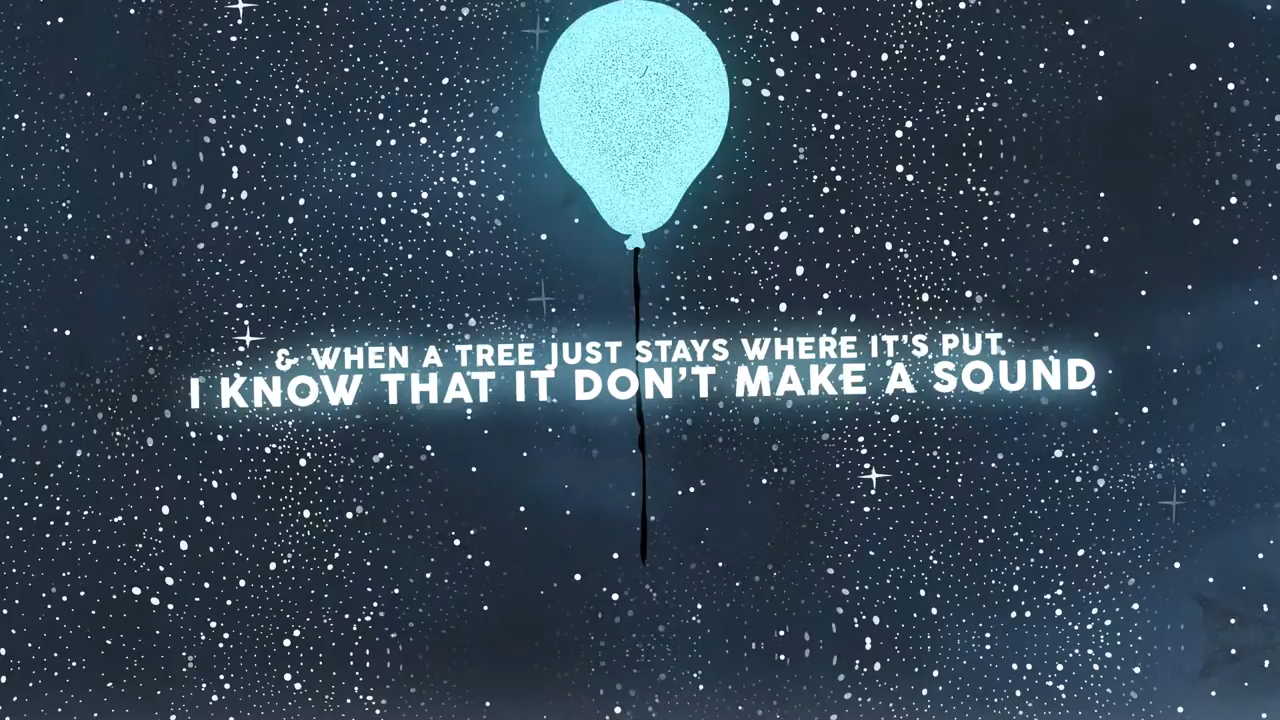 & WHEN A TREE JUST STAYS WHERE IT'S PUT
I KNOW THAT IT DON'T MAKE A SOUND